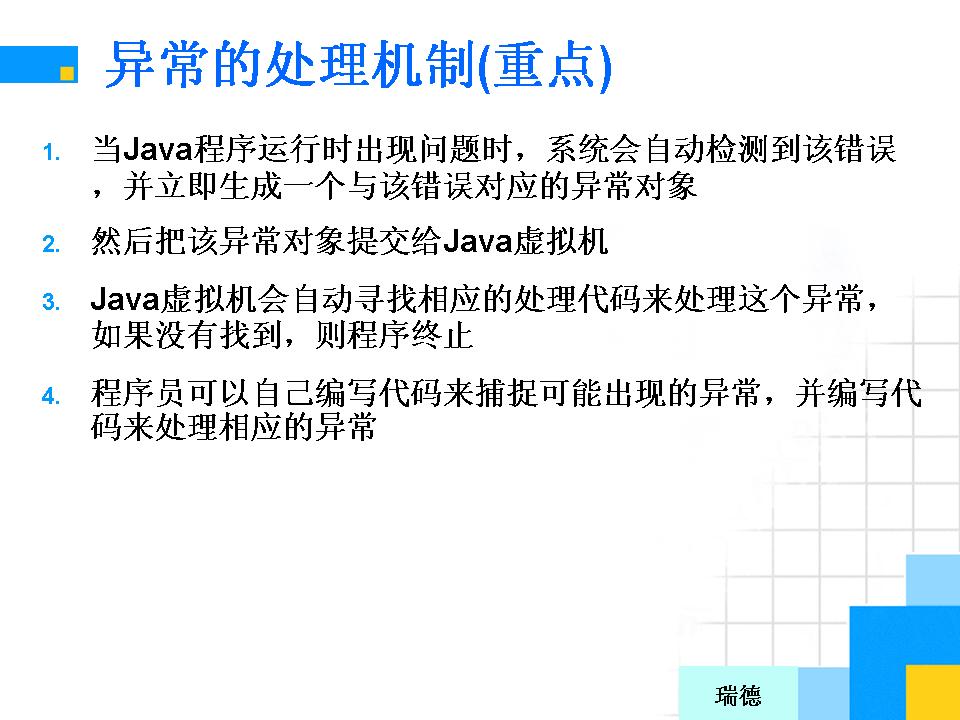 异常的处理机制(重点)
1. 当Java程序运行时出现问题时，系统会自动检测到该错误
，并立即生成一个与该错误对应的异常对象
2. 然后把该异常对象提交给Java虚拟机
3. Java虚拟机会自动寻找相应的处理代码来处理这个异常，
如果没有找到，则程序终止
4. 程序员可以自己编写代码来捕捉可能出现的异常，并编写代
码来处理相应的异常
瑞德